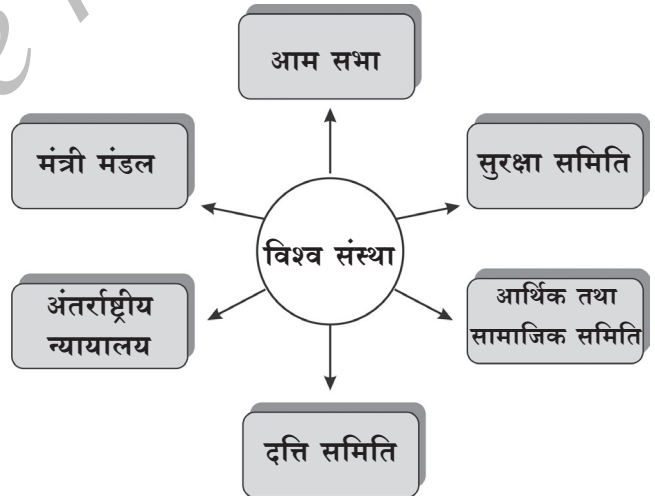 आम सभा
मंत्री मंडल
सुरक्षा समिति
विश्व संस्था
अंतर्राष्ट्रीय
न्यायालय
आर्थिक तथा
सामाजिक समिति
दत्ति समिति